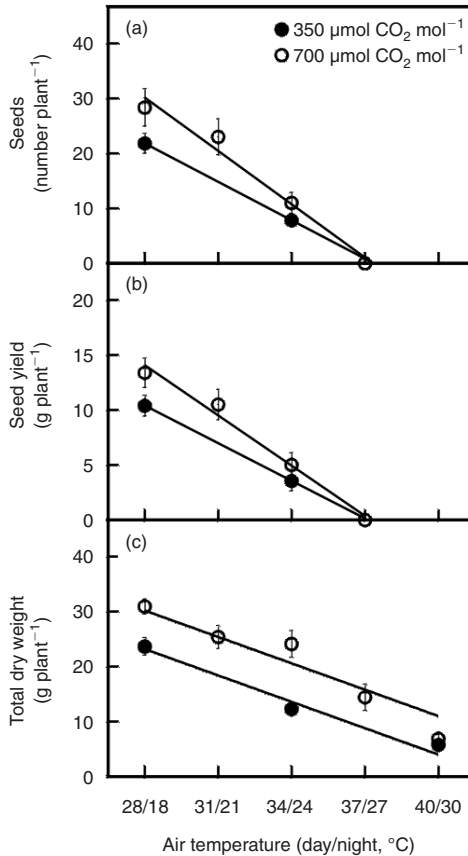 (a)
350 µmol CO₂ mol⁻¹
700 µmol CO₂ mol⁻¹
Seeds
(number plant⁻¹)
40
30
20
10
0
(b)
Seed yield
(g plant⁻¹)
20
15
10
5
0
(c)
Total dry weight
(g plant⁻¹)
40
30
20
10
0
28/18 31/21 34/24 37/27 40/30
Air temperature (day/night, °C)